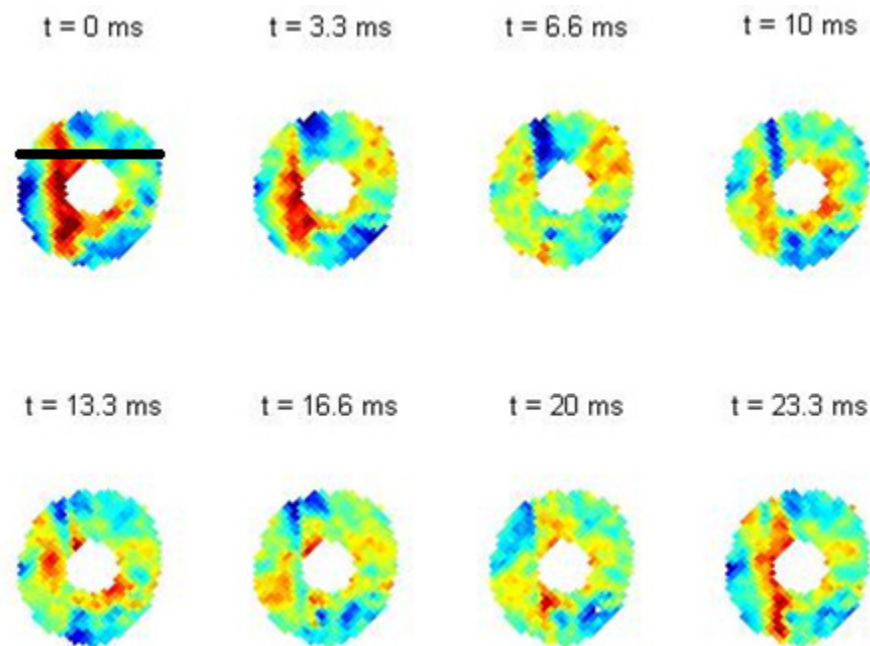 t = 0 ms
t = 3.3 ms
t = 6.6 ms
t = 10 ms
t = 13.3 ms
t = 16.6 ms
t = 20 ms
t = 23.3 ms